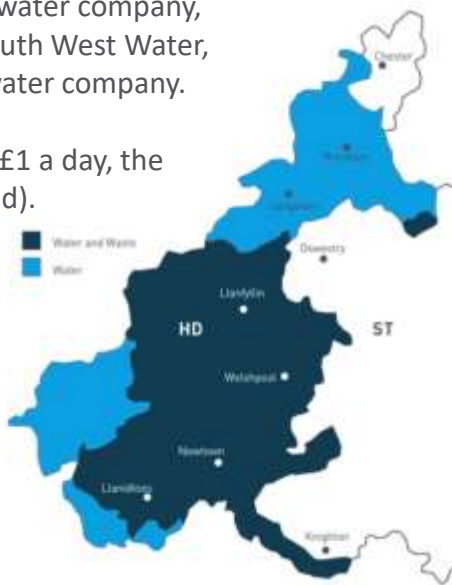 water company,
uth West Water,
water company.
£1 a day, the
d).
Chester
Wrexham
Llangollen
Water and Waste
Water
Oswestry
Llanfyllin
HD
ST
Welshpool
Newtown
Llanidloes
Knighton